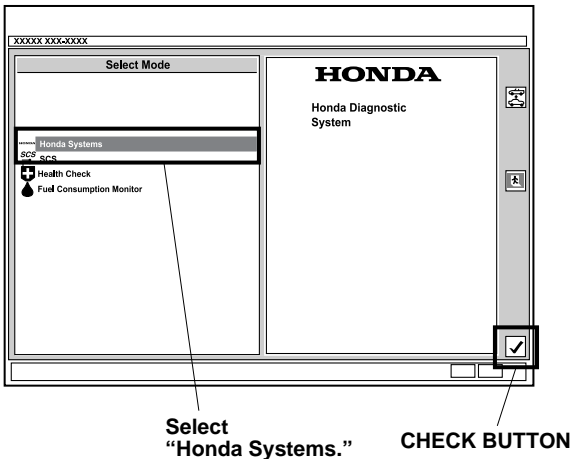 XXXXX XXX-XXXX
Select Mode
HONDA
Honda Diagnostic
System
HONDA Honda Systems
SCS SCS
Health Check
Fuel Consumption Monitor
Select
“Honda Systems.”
CHECK BUTTON